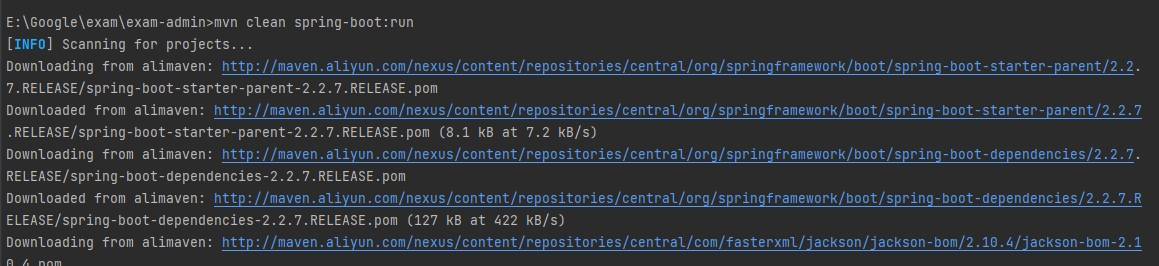 E:\Google\exam\exam-admin>mvn clean spring-boot:run
[INFO] Scanning for projects...
Downloading from alimaven: http://maven.aliyun.com/nexus/content/repositories/central/org/springframework/boot/spring-boot-starter-parent/2.2.
7.RELEASE/spring-boot-starter-parent-2.2.7.RELEASE.pom
Downloaded from alimaven: http://maven.aliyun.com/nexus/content/repositories/central/org/springframework/boot/spring-boot-starter-parent/2.2.7
.RELEASE/spring-boot-starter-parent-2.2.7.RELEASE.pom (8.1 kB at 7.2 kB/s)
Downloading from alimaven: http://maven.aliyun.com/nexus/content/repositories/central/org/springframework/boot/spring-boot-dependencies/2.2.7.
RELEASE/spring-boot-dependencies-2.2.7.RELEASE.pom
Downloaded from alimaven: http://maven.aliyun.com/nexus/content/repositories/central/org/springframework/boot/spring-boot-dependencies/2.2.7.R
ELEASE/spring-boot-dependencies-2.2.7.RELEASE.pom (127 kB at 422 kB/s)
Downloading from alimaven: http://maven.aliyun.com/nexus/content/repositories/central/com/fasterxml/jackson/jackson-bom/2.10.4/jackson-bom-2.1
0.4.pom